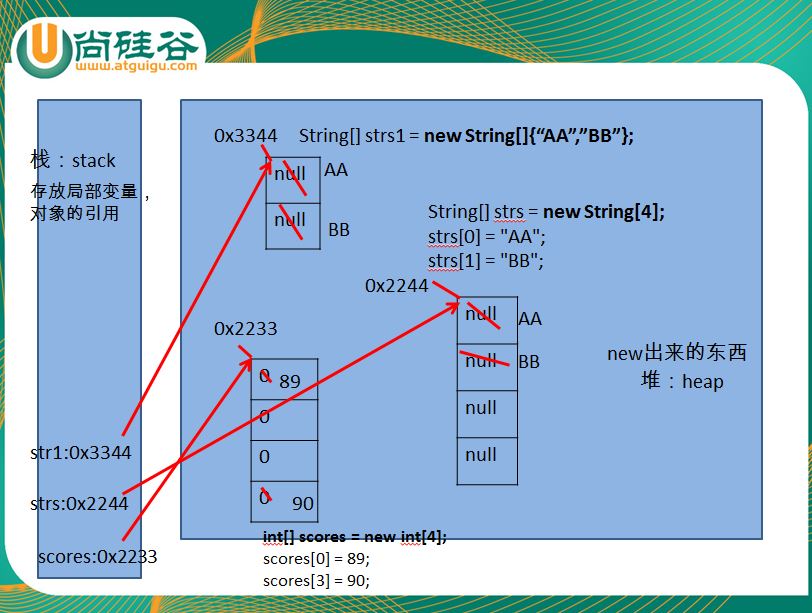 尚硅谷
www.atguigu.com
栈：stack
存放局部变量，
对象的引用
0x3344 String[] strs1 = new String[]{“AA”,”BB”};
null AA
null BB
String[] strs = new String[4];
strs[0] = "AA";
strs[1] = "BB";
0x2244
null AA
null BB
null
null
0x2233
0 89
0
0
0 90
new出来的东西
堆：heap
str1:0x3344
strs:0x2244
scores:0x2233
int[] scores = new int[4];
scores[0] = 89;
scores[3] = 90;